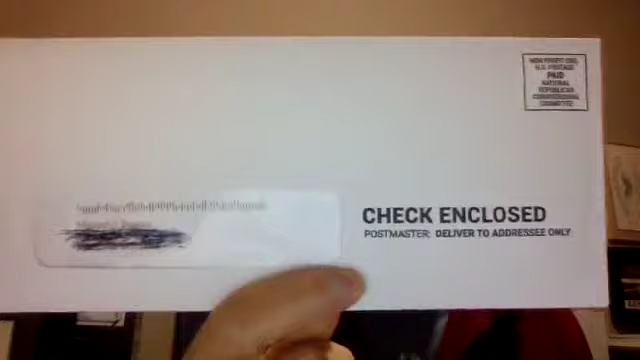 NON-PROFIT ORG.
U.S. POSTAGE
PAID
NATIONAL
REPUBLICAN
CONGRESSIONAL
COMMITTEE
CHECK ENCLOSED
POSTMASTER: DELIVER TO ADDRESSEE ONLY